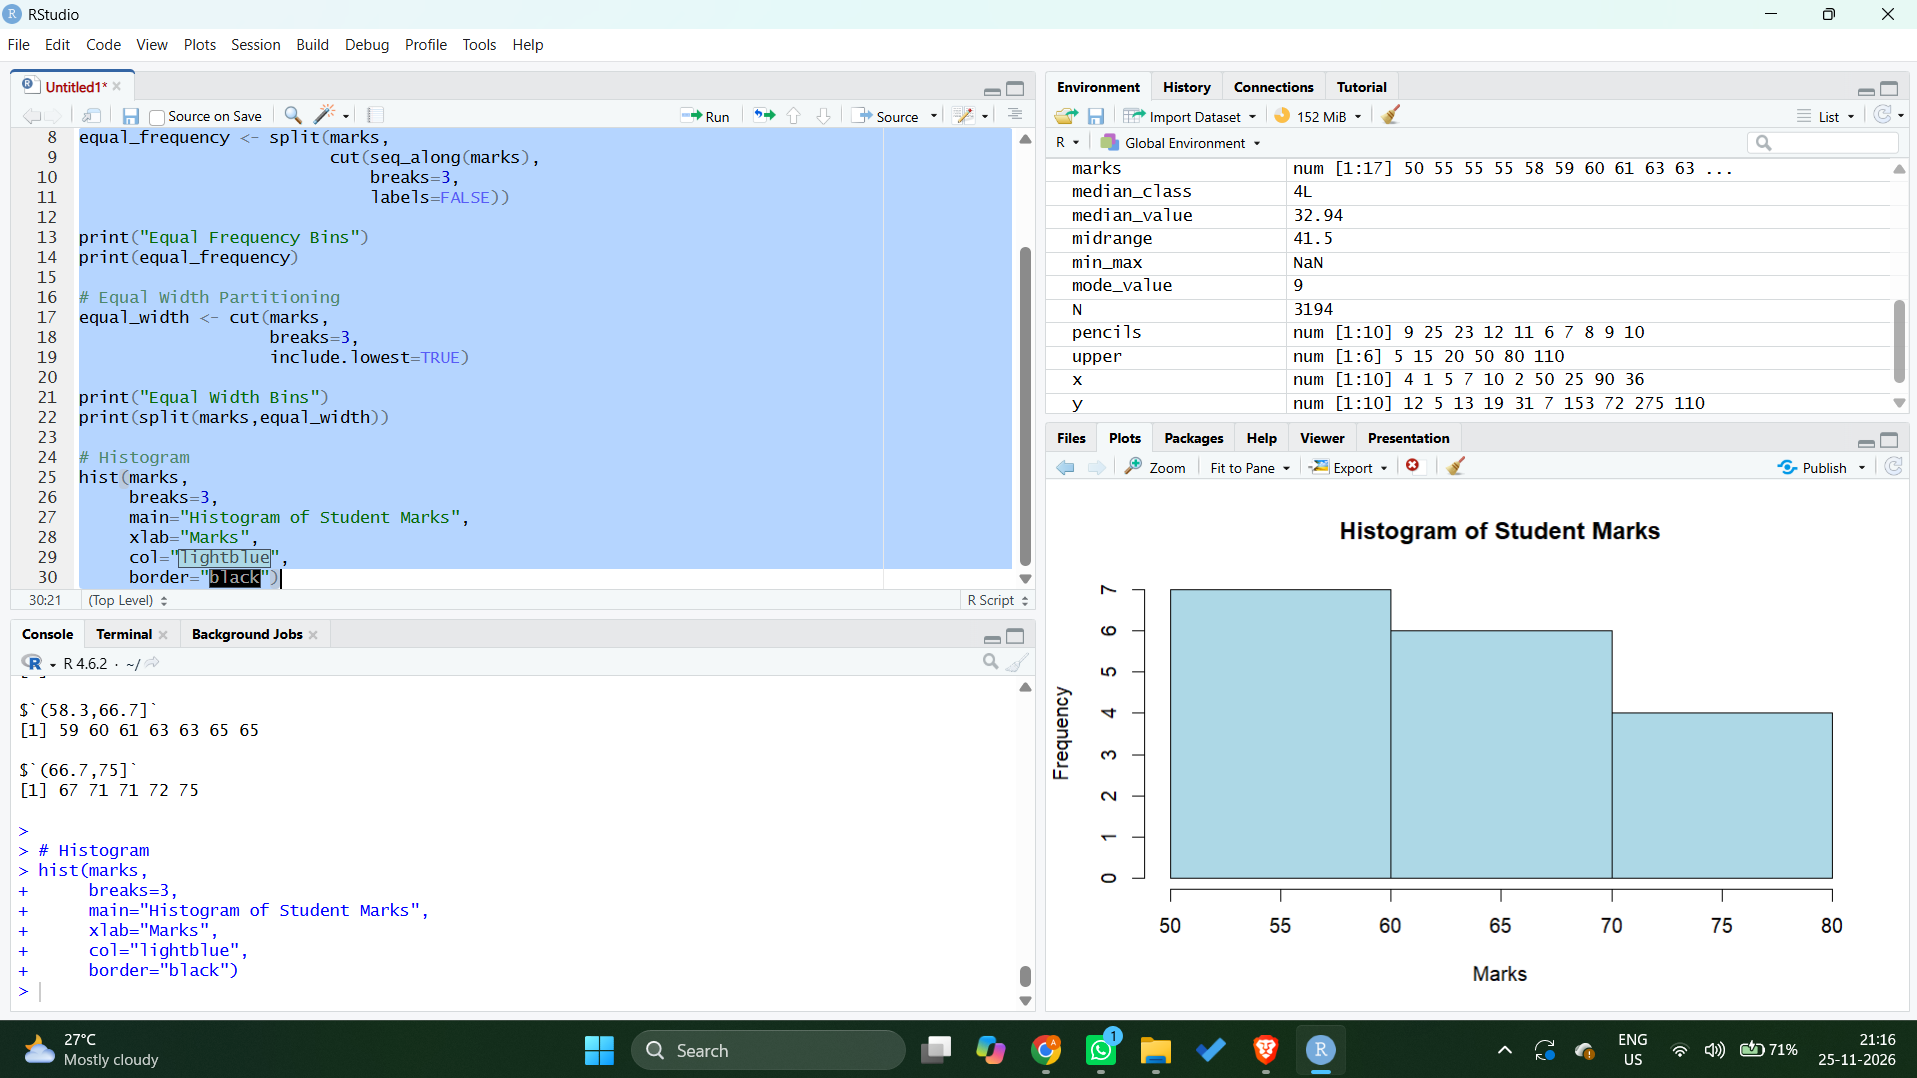 RStudio
File Edit Code View Plots Session Build Debug Profile Tools Help
Untitled1*
Source on Save
Run
Source
8 equal_frequency <- split(marks,
9 cut(seq_along(marks),
10 breaks=3,
11 labels=FALSE))
12
13 print("Equal Frequency Bins")
14 print(equal_frequency)
15
16 # Equal Width Partitioning
17 equal_width <- cut(marks,
18 breaks=3,
19 include.lowest=TRUE)
20
21 print("Equal Width Bins")
22 print(split(marks,equal_width))
23
24 # Histogram
25 hist(marks,
26 breaks=3,
27 main="Histogram of Student Marks",
28 xlab="Marks",
29 col="lightblue",
30 border="black")
30:21 (Top Level) R Script
Console Terminal Background Jobs
R 4.6.2 · ~/
$`(58.3,66.7]`
[1] 59 60 61 63 63 65 65
$`(66.7,75]`
[1] 67 71 71 72 75
>
> # Histogram
> hist(marks,
+ breaks=3,
+ main="Histogram of Student Marks",
+ xlab="Marks",
+ col="lightblue",
+ border="black")
>
Environment History Connections Tutorial
Import Dataset 152 MiB List
R Global Environment
marks num [1:17] 50 55 55 55 58 59 60 61 63 63 ...
median_class 4L
median_value 32.94
midrange 41.5
min_max NaN
mode_value 9
N 3194
pencils num [1:10] 9 25 23 12 11 6 7 8 9 10
upper num [1:6] 5 15 20 50 80 110
x num [1:10] 4 1 5 7 10 2 50 25 90 36
y num [1:10] 12 5 13 19 31 7 153 72 275 110
Files Plots Packages Help Viewer Presentation
Zoom Fit to Pane Export Publish
Histogram of Student Marks
Frequency
7
6
5
4
3
2
1
0
50 55 60 65 70 75 80
Marks
27°C
Mostly cloudy
Search
1
R
ENG
US
71%
21:16
25-11-2026